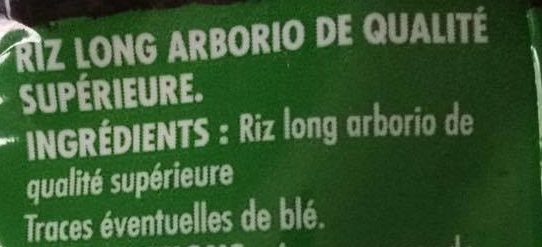 RIZ LONG ARBORIO DE QUALITÉ
SUPÉRIEURE.
INGRÉDIENTS : Riz long arborio de
qualité supérieure
Traces éventuelles de blé.